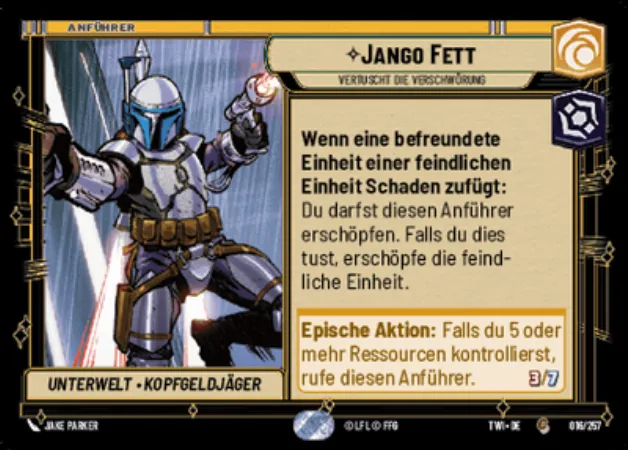 ANFÜHRER
JANGO FETT
VERTUSCHT DIE VERSCHWÖRUNG
Wenn eine befreundete
Einheit einer feindlichen
Einheit Schaden zufügt:
Du darfst diesen Anführer
erschöpfen. Falls du dies
tust, erschöpfe die feind-
liche Einheit.
Epische Aktion: Falls du 5 oder
mehr Ressourcen kontrollierst,
rufe diesen Anführer. 3/7
UNTERWELT • KOPFGELDJÄGER
JAKE PARKER ©LFL © FFG TWI • DE 016/257